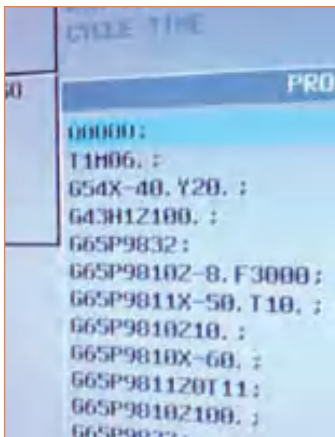 CYCLE TIME
PRO
O0000;
T1M06.;
G54X-40.Y20.;
G43H1Z100.;
G65P9832;
G65P9810Z-8.F3000;
G65P9811X-50.T10.;
G65P9810Z10.;
G65P9810X-60.;
G65P9811Z0T11;
G65P9810Z100.;